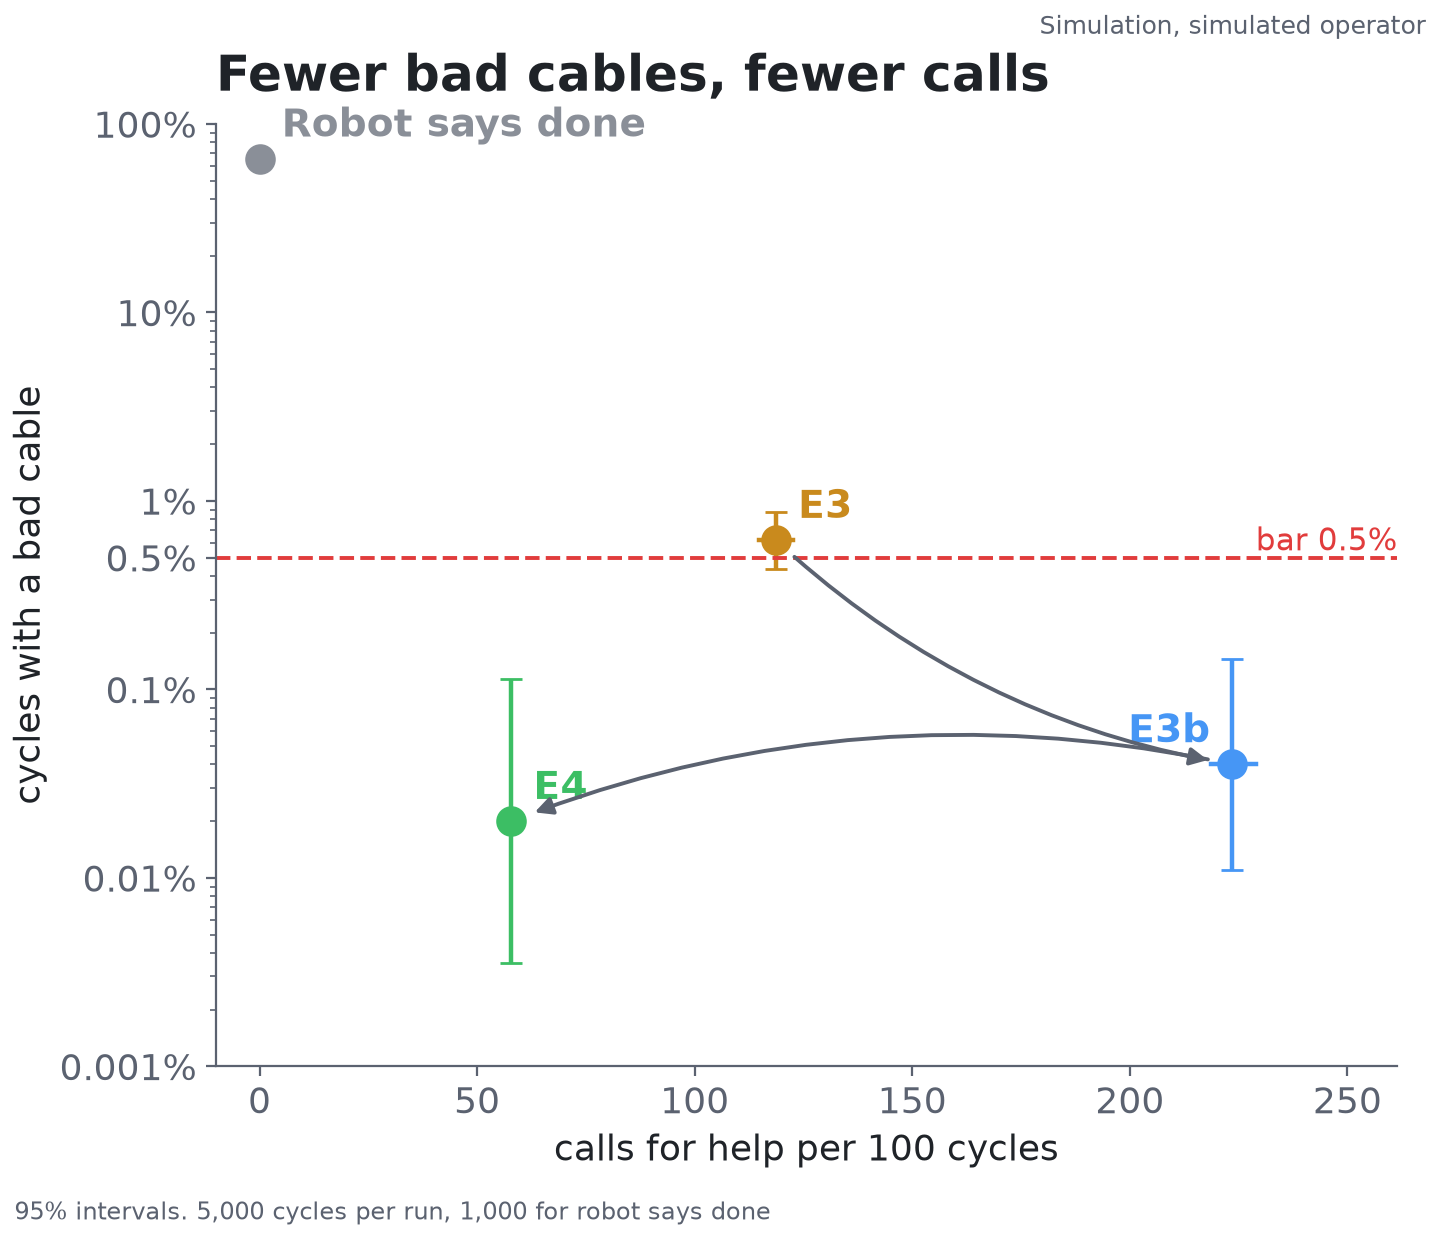 Simulation, simulated operator
Fewer bad cables, fewer calls
Robot says done
100%
10%
1%
0.5%
0.1%
0.01%
0.001%
cycles with a bad cable
E3
bar 0.5%
E3b
E4
0
50
100
150
200
250
calls for help per 100 cycles
95% intervals. 5,000 cycles per run, 1,000 for robot says done